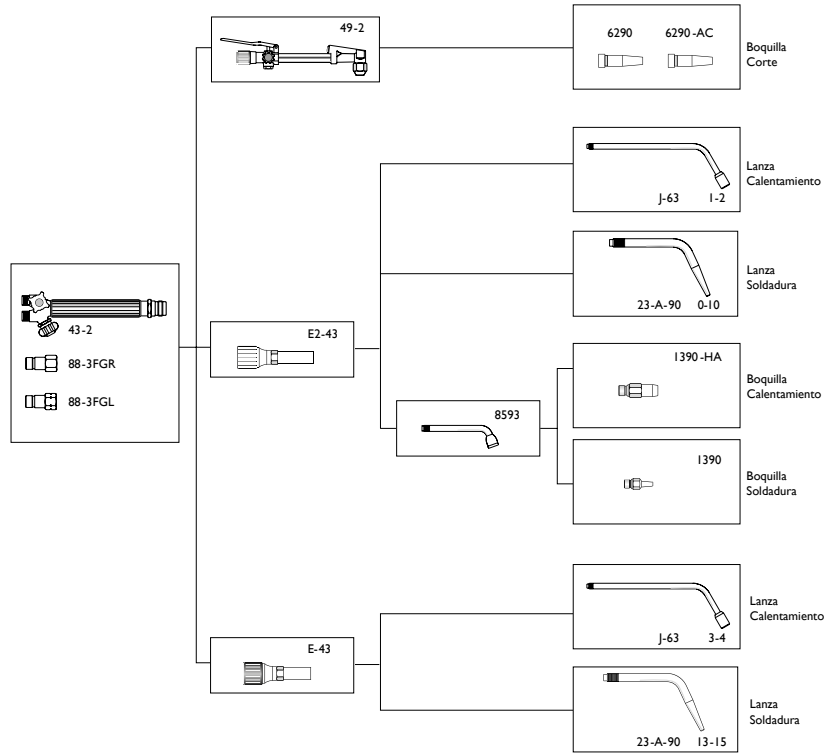 49-2
6290 6290-AC
Boquilla
Corte
Lanza
Calentamiento
J-63 1-2
Lanza
Soldadura
23-A-90 0-10
43-2
88-3FGR
88-3FGL
E2-43
1390-HA
Boquilla
Calentamiento
8593
1390
Boquilla
Soldadura
Lanza
Calentamiento
J-63 3-4
E-43
Lanza
Soldadura
23-A-90 13-15